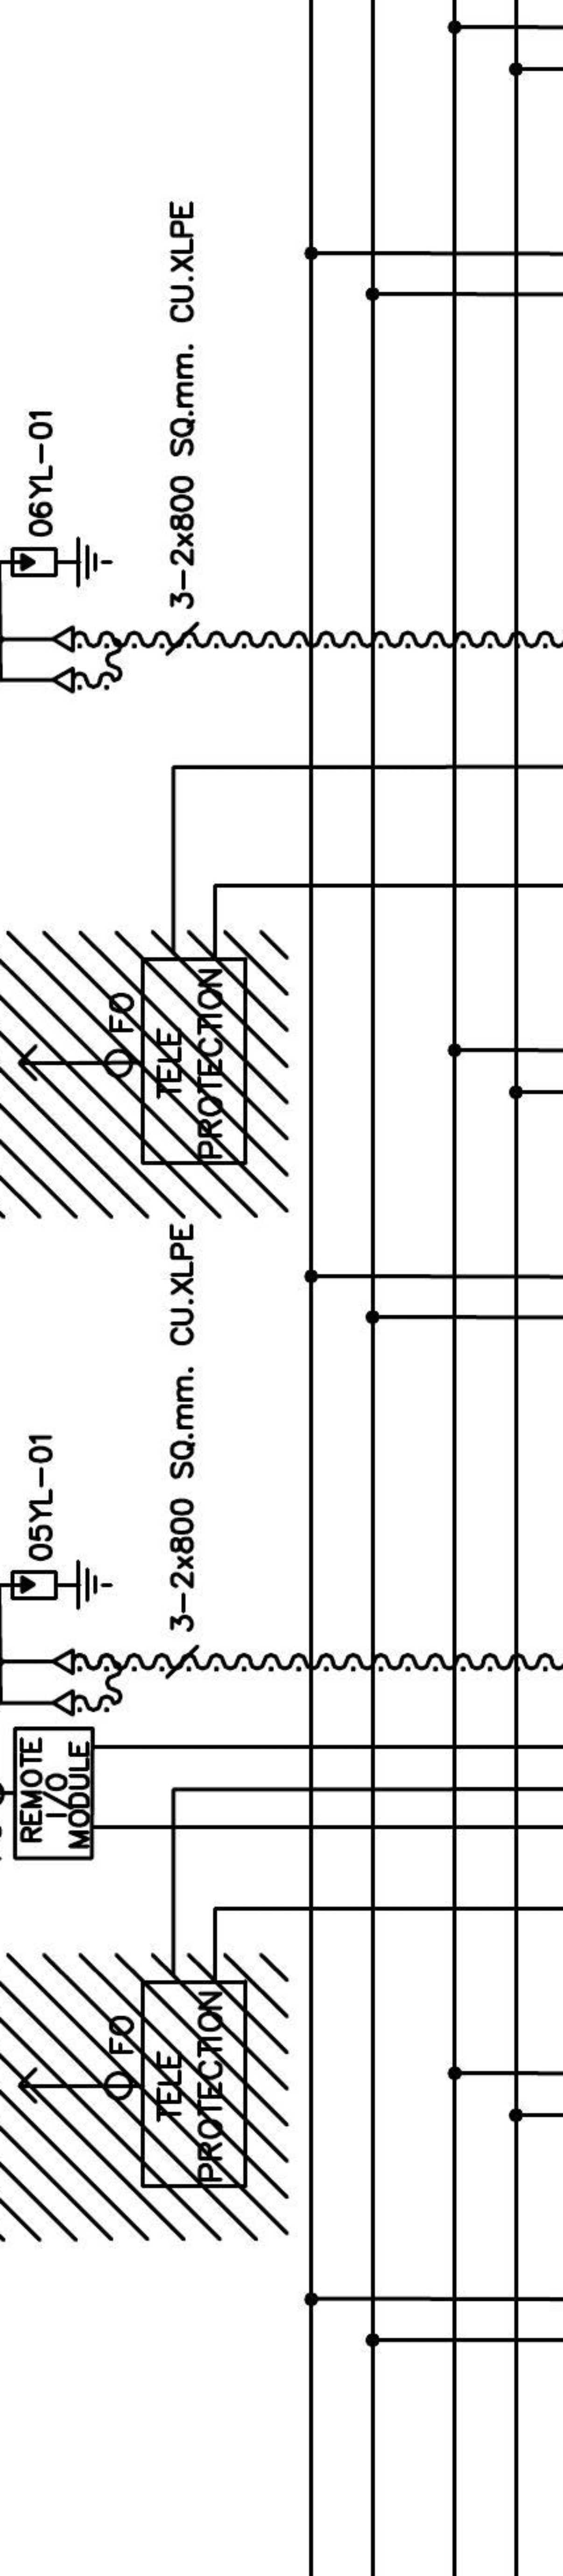 06YL-01
3-2x800 SQ.mm. CU.XLPE
FO
TELE
PROTECTION
05YL-01
3-2x800 SQ.mm. CU.XLPE
REMOTE
I/O
MODULE
FO
TELE
PROTECTION